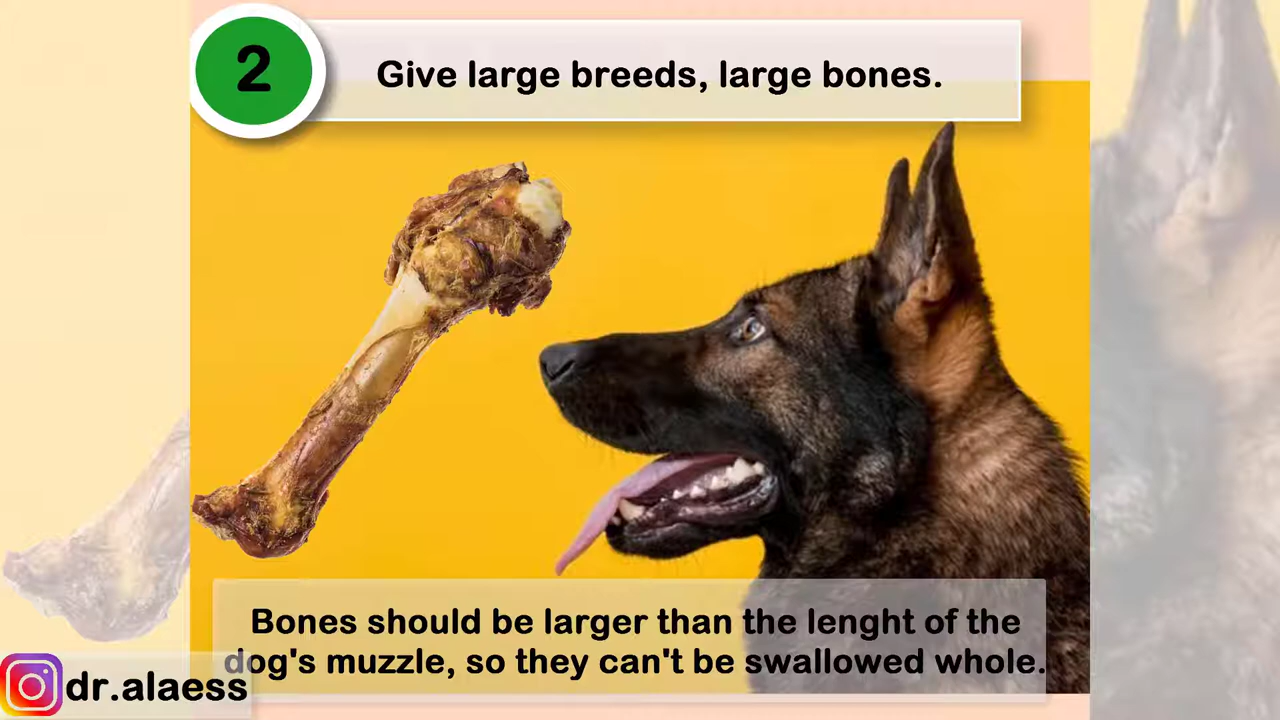 2
Give large breeds, large bones.
Bones should be larger than the lenght of the
dog's muzzle, so they can't be swallowed whole.
dr.alaess